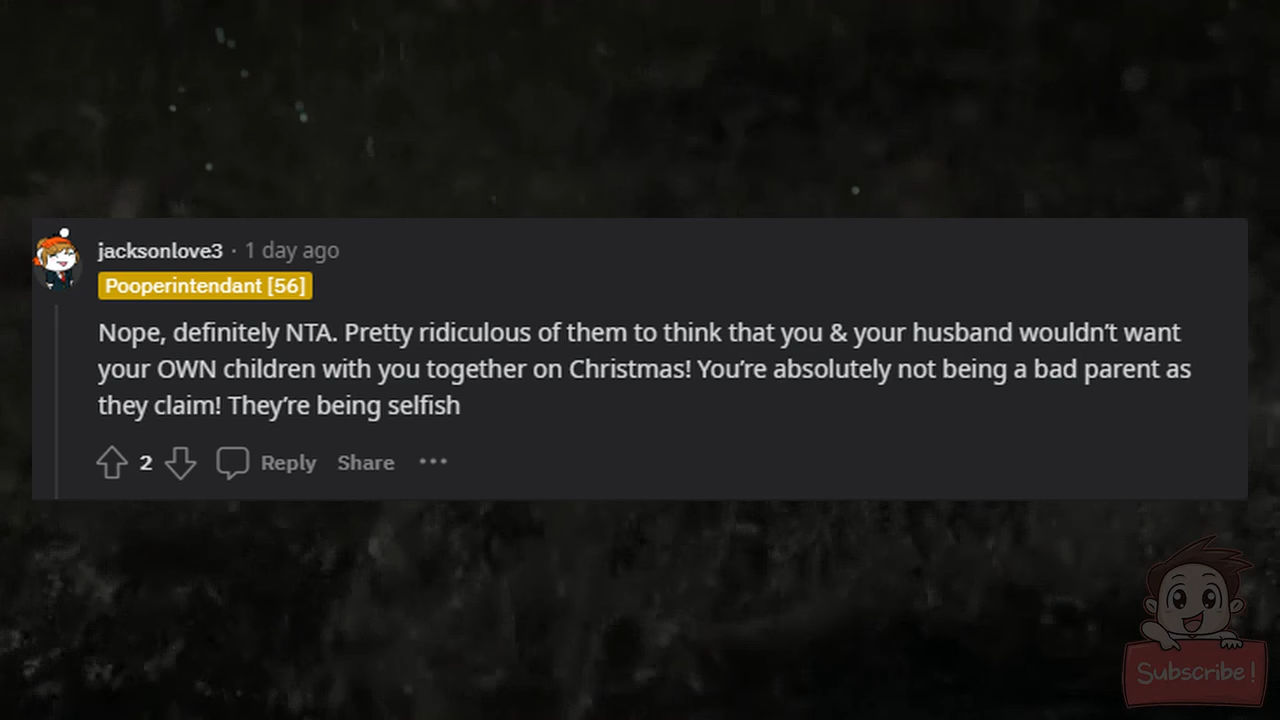 jacksonlove3 · 1 day ago
Pooperintendant [56]
Nope, definitely NTA. Pretty ridiculous of them to think that you & your husband wouldn’t want
your OWN children with you together on Christmas! You’re absolutely not being a bad parent as
they claim! They’re being selfish
2 Reply Share ···
Subscribe!